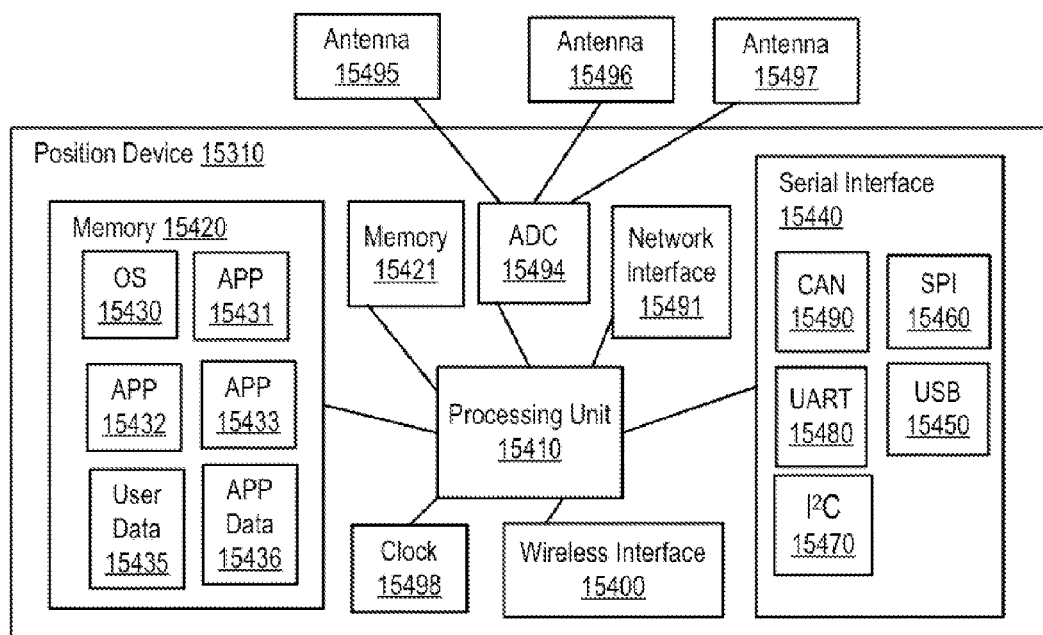 Antenna
15495
Antenna
15496
Antenna
15497
Position Device 15310
Memory 15420
OS
15430
APP
15431
APP
15432
APP
15433
User
Data
15435
APP
Data
15436
Memory
15421
ADC
15494
Network
Interface
15491
Processing Unit
15410
Clock
15498
Wireless Interface
15400
Serial Interface
15440
CAN
15490
SPI
15460
UART
15480
USB
15450
I²C
15470